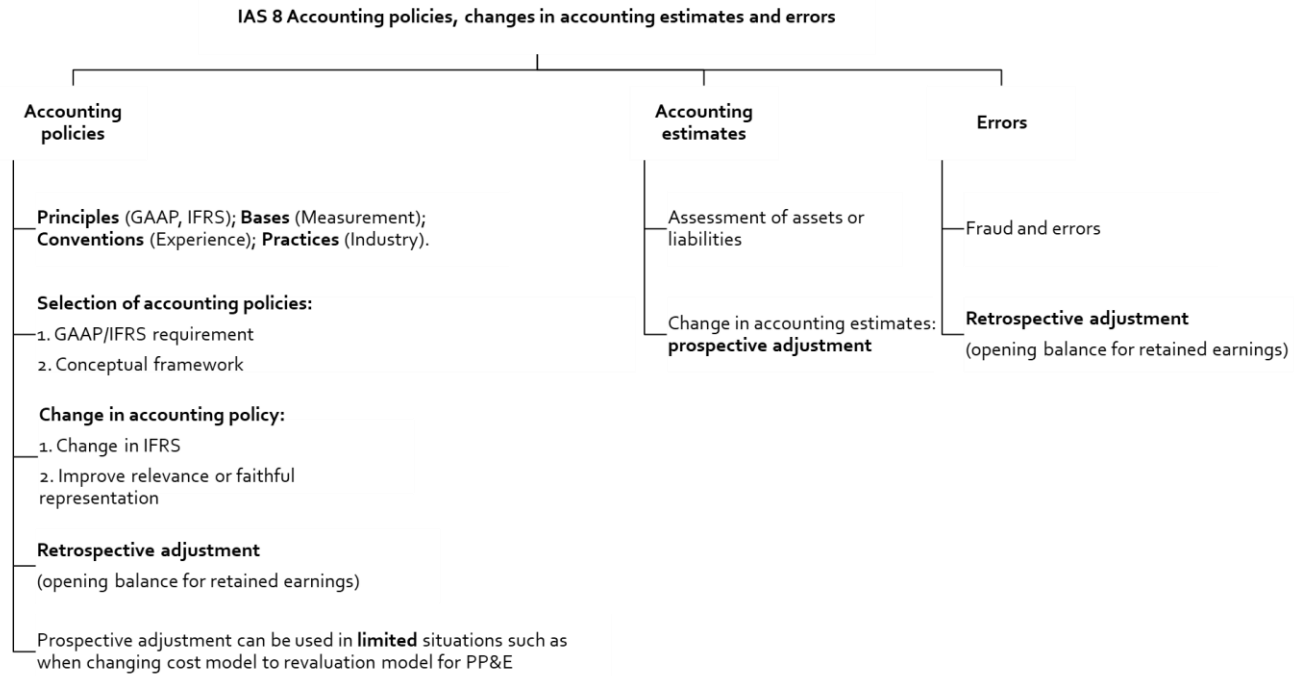 IAS 8 Accounting policies, changes in accounting estimates and errors
Accounting
policies
Principles (GAAP, IFRS); Bases (Measurement);
Conventions (Experience); Practices (Industry).
Selection of accounting policies:
1. GAAP/IFRS requirement
2. Conceptual framework
Change in accounting policy:
1. Change in IFRS
2. Improve relevance or faithful
representation
Retrospective adjustment
(opening balance for retained earnings)
Prospective adjustment can be used in limited situations such as
when changing cost model to revaluation model for PP&E
Accounting
estimates
Assessment of assets or
liabilities
Change in accounting estimates:
prospective adjustment
Errors
Fraud and errors
Retrospective adjustment
(opening balance for retained earnings)